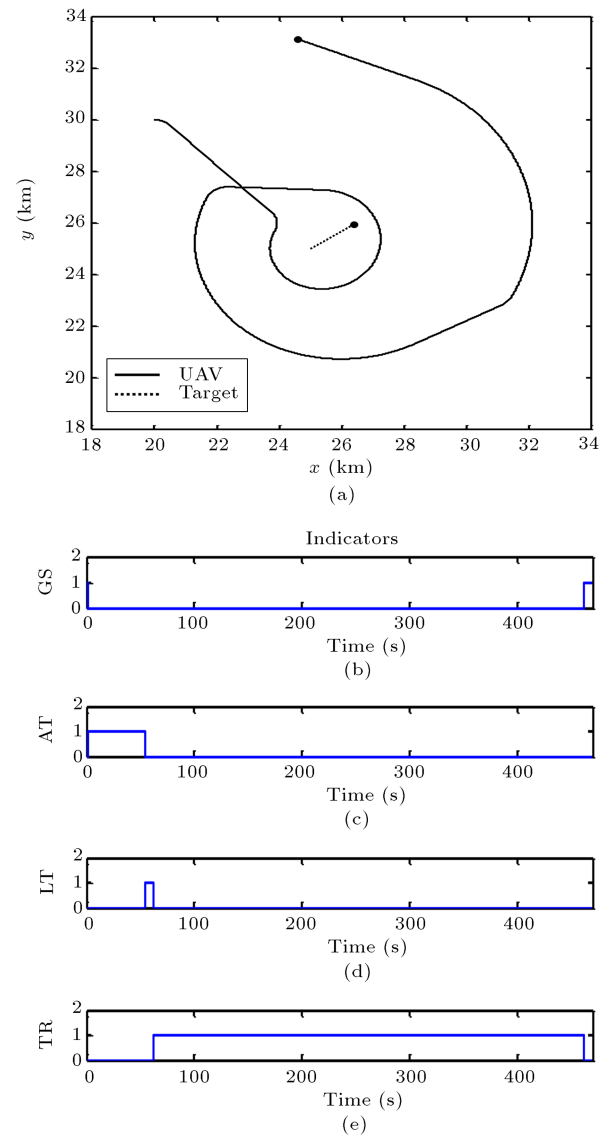 34
32
30
28
26
24
22
20
18
y (km)
UAV
Target
18 20 22 24 26 28 30 32 34
x (km)
(a)
Indicators
GS
2
1
0
0 100 200 300 400
Time (s)
(b)
AT
2
1
0
0 100 200 300 400
Time (s)
(c)
LT
2
1
0
0 100 200 300 400
Time (s)
(d)
TR
2
1
0
0 100 200 300 400
Time (s)
(e)